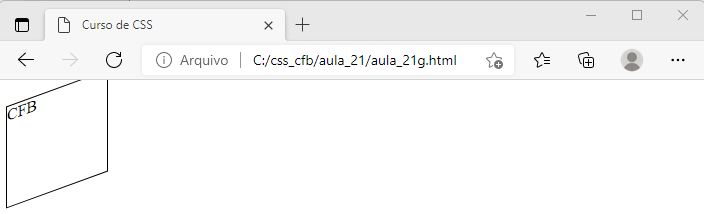 Curso de CSS
Arquivo C:/css_cfb/aula_21/aula_21g.html
CFB